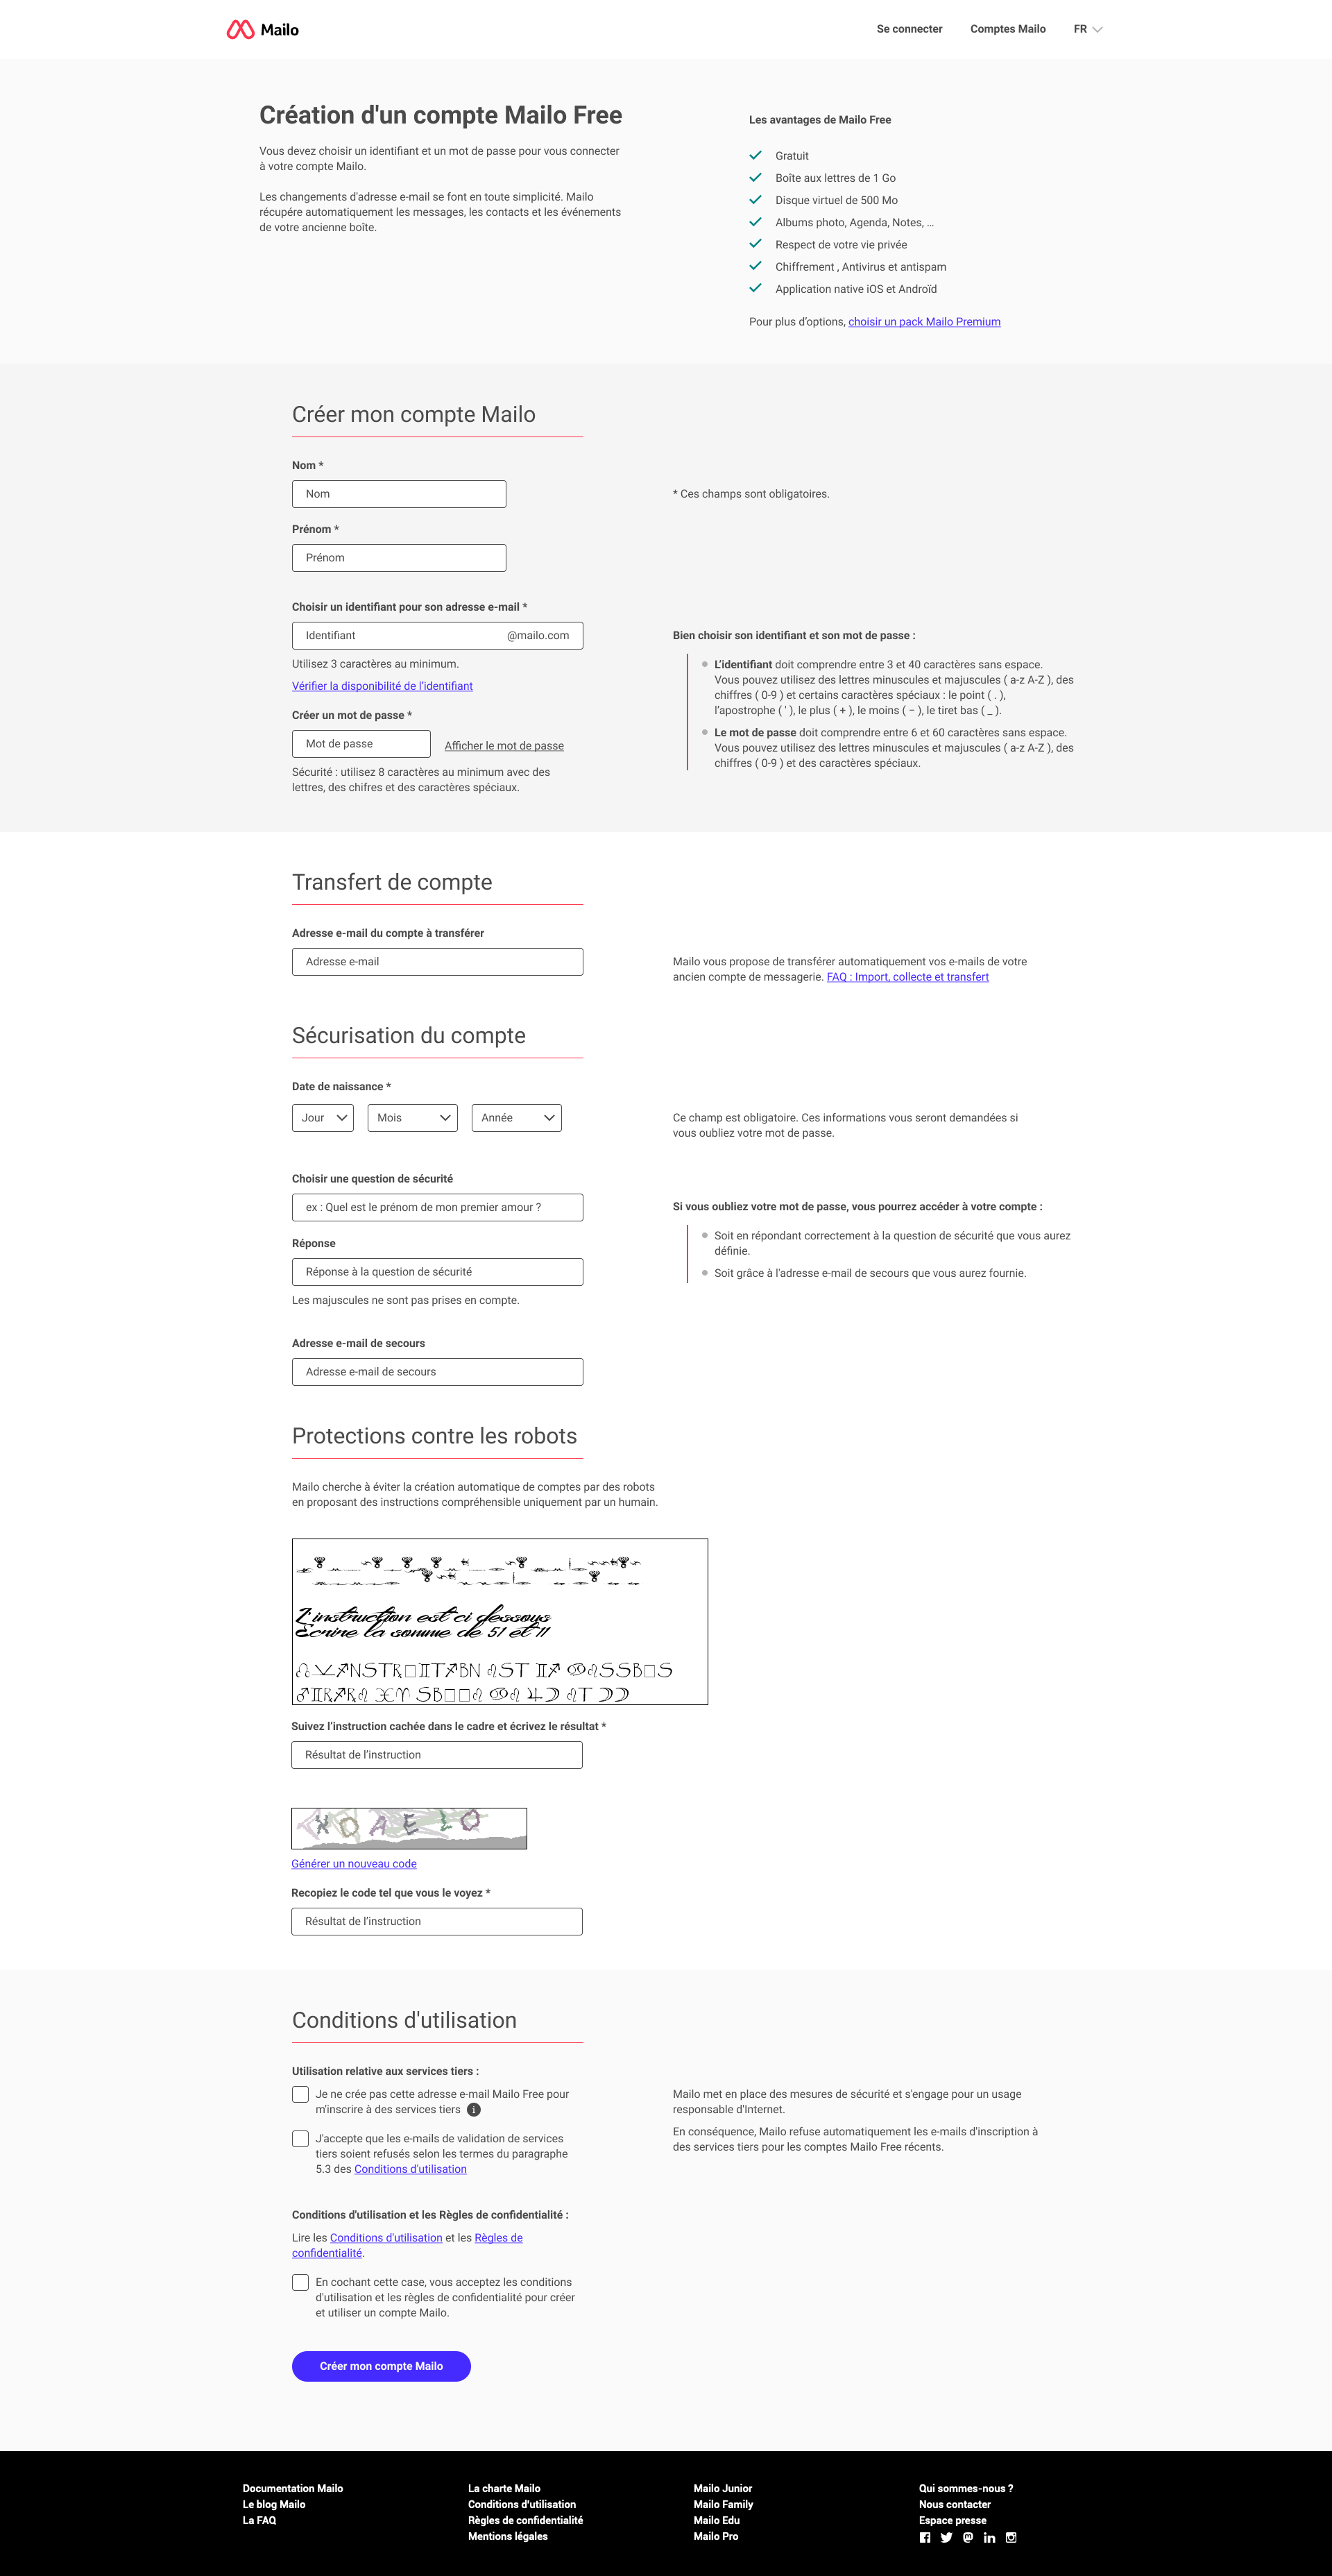 Mailo
Se connecter
Comptes Mailo
FR
Création d'un compte Mailo Free
Vous devez choisir un identifiant et un mot de passe pour vous connecter
à votre compte Mailo.
Les changements d'adresse e-mail se font en toute simplicité. Mailo
récupére automatiquement les messages, les contacts et les événements
de votre ancienne boîte.
Les avantages de Mailo Free
Gratuit
Boîte aux lettres de 1 Go
Disque virtuel de 500 Mo
Albums photo, Agenda, Notes, ...
Respect de votre vie privée
Chiffrement , Antivirus et antispam
Application native iOS et Androïd
Pour plus d'options, choisir un pack Mailo Premium
Créer mon compte Mailo
Nom *
Nom
* Ces champs sont obligatoires.
Prénom *
Prénom
Choisir un identifiant pour son adresse e-mail *
Identifiant
@mailo.com
Utilisez 3 caractères au minimum.
Vérifier la disponibilité de l'identifiant
Créer un mot de passe *
Mot de passe
Afficher le mot de passe
Sécurité : utilisez 8 caractères au minimum avec des
lettres, des chifres et des caractères spéciaux.
Bien choisir son identifiant et son mot de passe :
L'identifiant doit comprendre entre 3 et 40 caractères sans espace.
Vous pouvez utilisez des lettres minuscules et majuscules ( a-z A-Z ), des
chiffres ( 0-9 ) et certains caractères spéciaux : le point ( . ),
l'apostrophe ( ' ), le plus ( + ), le moins ( − ), le tiret bas ( _ ).
Le mot de passe doit comprendre entre 6 et 60 caractères sans espace.
Vous pouvez utilisez des lettres minuscules et majuscules ( a-z A-Z ), des
chiffres ( 0-9 ) et des caractères spéciaux.
Transfert de compte
Adresse e-mail du compte à transférer
Adresse e-mail
Mailo vous propose de transférer automatiquement vos e-mails de votre
ancien compte de messagerie. FAQ : Import, collecte et transfert
Sécurisation du compte
Date de naissance *
Jour
Mois
Année
Ce champ est obligatoire. Ces informations vous seront demandées si
vous oubliez votre mot de passe.
Choisir une question de sécurité
ex : Quel est le prénom de mon premier amour ?
Réponse
Réponse à la question de sécurité
Les majuscules ne sont pas prises en compte.
Si vous oubliez votre mot de passe, vous pourrez accéder à votre compte :
Soit en répondant correctement à la question de sécurité que vous aurez
définie.
Soit grâce à l'adresse e-mail de secours que vous aurez fournie.
Adresse e-mail de secours
Adresse e-mail de secours
Protections contre les robots
Mailo cherche à éviter la création automatique de comptes par des robots
en proposant des instructions compréhensible uniquement par un humain.
L'instruction est ci dessous
Ecrire la somme de 51 et 11
Suivez l'instruction cachée dans le cadre et écrivez le résultat *
Résultat de l'instruction
Générer un nouveau code
Recopiez le code tel que vous le voyez *
Résultat de l'instruction
Conditions d'utilisation
Utilisation relative aux services tiers :
Je ne crée pas cette adresse e-mail Mailo Free pour
m'inscrire à des services tiers i
J'accepte que les e-mails de validation de services
tiers soient refusés selon les termes du paragraphe
5.3 des Conditions d'utilisation
Mailo met en place des mesures de sécurité et s'engage pour un usage
responsable d'Internet.
En conséquence, Mailo refuse automatiquement les e-mails d'inscription à
des services tiers pour les comptes Mailo Free récents.
Conditions d'utilisation et les Règles de confidentialité :
Lire les Conditions d'utilisation et les Règles de
confidentialité.
En cochant cette case, vous acceptez les conditions
d'utilisation et les règles de confidentialité pour créer
et utiliser un compte Mailo.
Créer mon compte Mailo
Documentation Mailo
Le blog Mailo
La FAQ
La charte Mailo
Conditions d'utilisation
Règles de confidentialité
Mentions légales
Mailo Junior
Mailo Family
Mailo Edu
Mailo Pro
Qui sommes-nous ?
Nous contacter
Espace presse